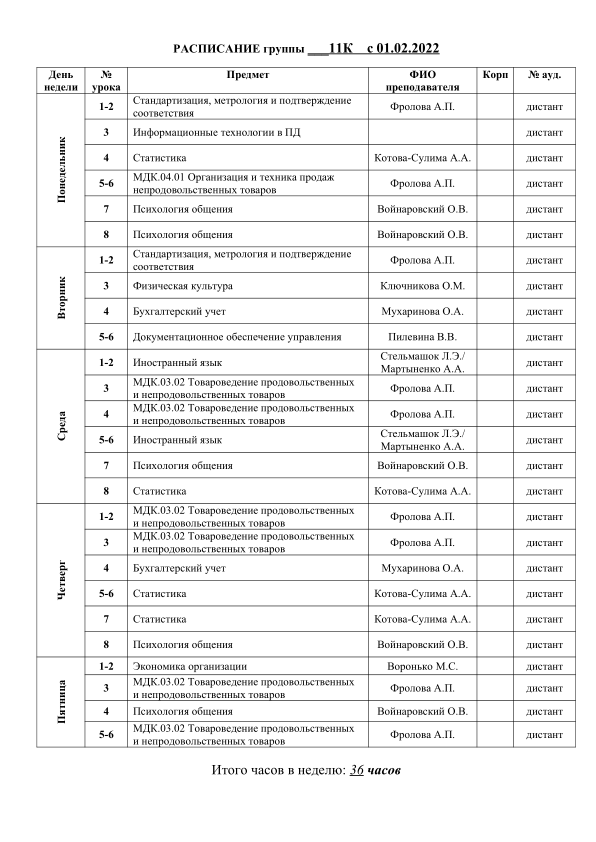 РАСПИСАНИЕ группы ___11К__с 01.02.2022
День недели № урока Предмет ФИО преподавателя Корп № ауд.
Понедельник
1-2 Стандартизация, метрология и подтверждение соответствия Фролова А.П. дистант
3 Информационные технологии в ПД дистант
4 Статистика Котова-Сулима А.А. дистант
5-6 МДК.04.01 Организация и техника продаж непродовольственных товаров Фролова А.П. дистант
7 Психология общения Войнаровский О.В. дистант
8 Психология общения Войнаровский О.В. дистант
Вторник
1-2 Стандартизация, метрология и подтверждение соответствия Фролова А.П. дистант
3 Физическая культура Ключникова О.М. дистант
4 Бухгалтерский учет Мухаринова О.А. дистант
5-6 Документационное обеспечение управления Пилевина В.В. дистант
Среда
1-2 Иностранный язык Стельмашок Л.Э./ Мартыненко А.А. дистант
3 МДК.03.02 Товароведение продовольственных и непродовольственных товаров Фролова А.П. дистант
4 МДК.03.02 Товароведение продовольственных и непродовольственных товаров Фролова А.П. дистант
5-6 Иностранный язык Стельмашок Л.Э./ Мартыненко А.А. дистант
7 Психология общения Войнаровский О.В. дистант
8 Статистика Котова-Сулима А.А. дистант
Четверг
1-2 МДК.03.02 Товароведение продовольственных и непродовольственных товаров Фролова А.П. дистант
3 МДК.03.02 Товароведение продовольственных и непродовольственных товаров Фролова А.П. дистант
4 Бухгалтерский учет Мухаринова О.А. дистант
5-6 Статистика Котова-Сулима А.А. дистант
7 Статистика Котова-Сулима А.А. дистант
8 Психология общения Войнаровский О.В. дистант
Пятница
1-2 Экономика организации Воронько М.С. дистант
3 МДК.03.02 Товароведение продовольственных и непродовольственных товаров Фролова А.П. дистант
4 Психология общения Войнаровский О.В. дистант
5-6 МДК.03.02 Товароведение продовольственных и непродовольственных товаров Фролова А.П. дистант
Итого часов в неделю: 36 часов